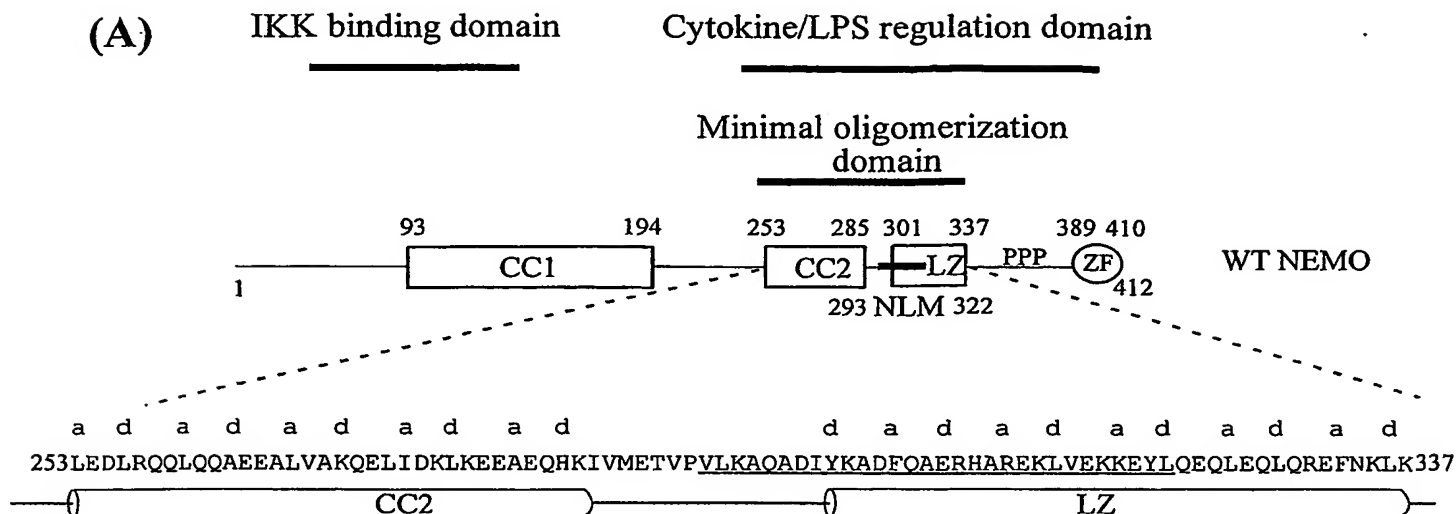 (A) IKK binding domain Cytokine/LPS regulation domain
Minimal oligomerization
domain
93 194 253 285 301 337 389 410
CC1 CC2 LZ PPP ZF WT NEMO
1 412
293 NLM 322
a d a d a d a d a d d a d a d a d a d a d
253LEDLRQQLQQAEEALVAKQELIDKLKEEAEQHKIVMETVPVLKAQADIYKADFQAERHAREKLVEKKEYLQEQLEQLQREFNKLK337
CC2 LZ